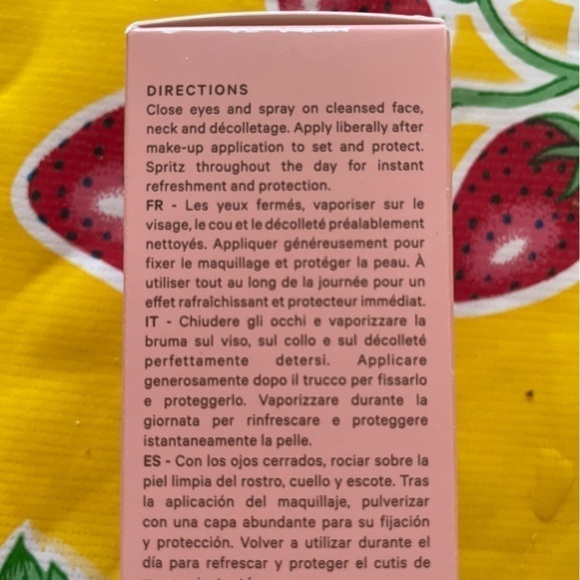 DIRECTIONS
Close eyes and spray on cleansed face,
neck and décolletage. Apply liberally after
make-up application to set and protect.
Spritz throughout the day for instant
refreshment and protection.
FR - Les yeux fermés, vaporiser sur le
visage, le cou et le décolleté préalablement
nettoyés. Appliquer généreusement pour
fixer le maquillage et protéger la peau. À
utiliser tout au long de la journée pour un
effet rafraîchissant et protecteur immédiat.
IT - Chiudere gli occhi e vaporizzare la
bruma sul viso, sul collo e sul décolleté
perfettamente detersi. Applicare
generosamente dopo il trucco per fissarlo
e proteggerlo. Vaporizzare durante la
giornata per rinfrescare e proteggere
istantaneamente la pelle.
ES - Con los ojos cerrados, rociar sobre la
piel limpia del rostro, cuello y escote. Tras
la aplicación del maquillaje, pulverizar
con una capa abundante para su fijación
y protección. Volver a utilizar durante el
día para refrescar y proteger el cutis de